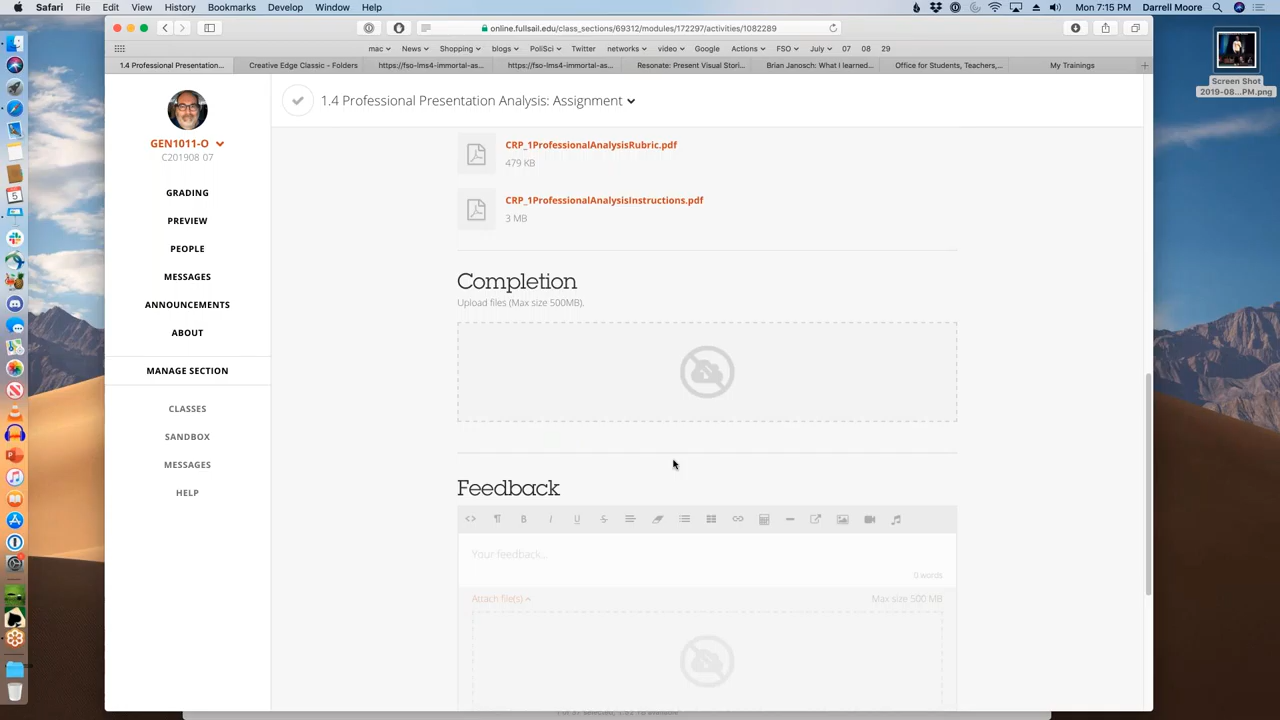 Safari File Edit View History Bookmarks Develop Window Help
Mon 7:15 PM Darrell Moore
online.fullsail.edu/class_sections/69312/modules/172297/activities/1082289
mac News Shopping blogs PoliSci Twitter networks video Google Actions FSO July 07 08 29
1.4 Professional Presentation... Creative Edge Classic - Folders https://fso-lms4-immortal-as... https://fso-lms4-immortal-as... Resonate: Present Visual Stori... Brian Janosch: What I learned... Office for Students, Teachers,... My Trainings
Screen Shot
2019-08...PM.png
1.4 Professional Presentation Analysis: Assignment
GEN1011-O
C201908 07
GRADING
PREVIEW
PEOPLE
MESSAGES
ANNOUNCEMENTS
ABOUT
MANAGE SECTION
CLASSES
SANDBOX
MESSAGES
HELP
CRP_1ProfessionalAnalysisRubric.pdf
479 KB
CRP_1ProfessionalAnalysisInstructions.pdf
3 MB
Completion
Upload files (Max size 500MB).
Feedback
Your feedback...
0 words
Attach file(s)
Max size 500 MB